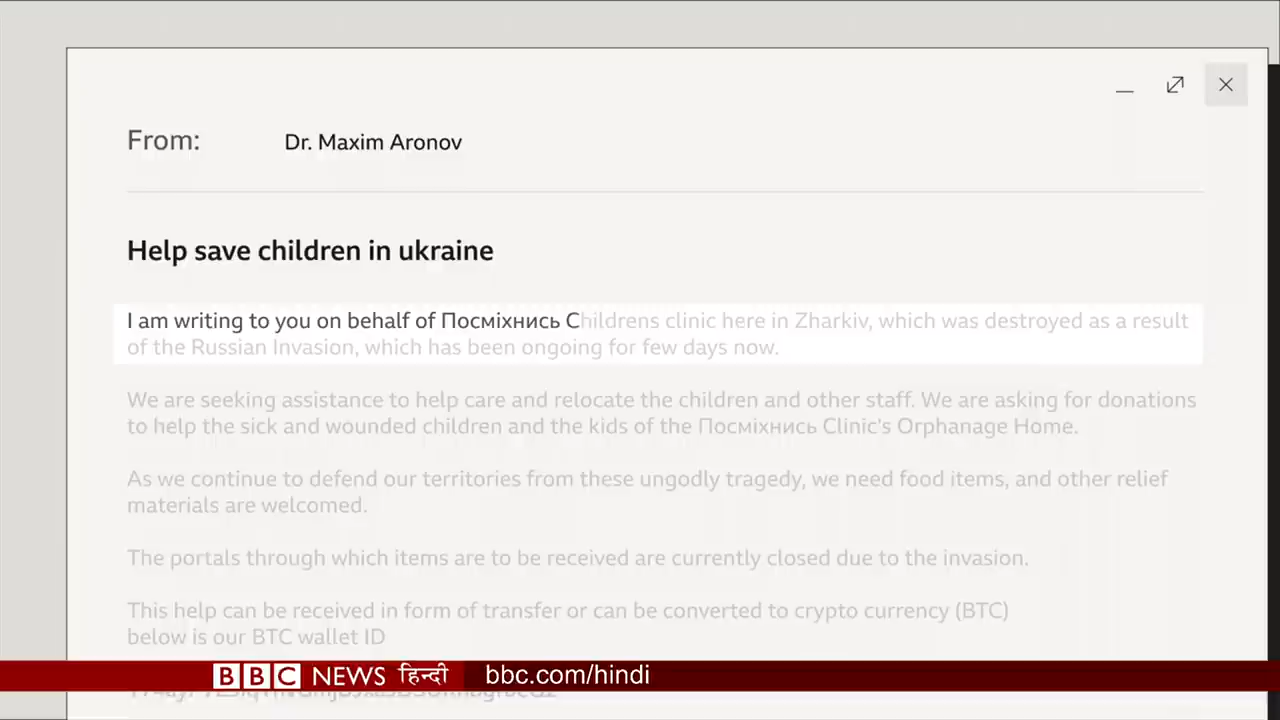 From: Dr. Maxim Aronov
Help save children in ukraine
I am writing to you on behalf of Посміхнись Childrens clinic here in Zharkiv, which was destroyed as a result
of the Russian Invasion, which has been ongoing for few days now.
We are seeking assistance to help care and relocate the children and other staff. We are asking for donations
to help the sick and wounded children and the kids of the Посміхнись Clinic's Orphanage Home.
As we continue to defend our territories from these ungodly tragedy, we need food items, and other relief
materials are welcomed.
The portals through which items are to be received are currently closed due to the invasion.
This help can be received in form of transfer or can be converted to crypto currency (BTC)
below is our BTC wallet ID
BBC NEWS हिन्दी bbc.com/hindi